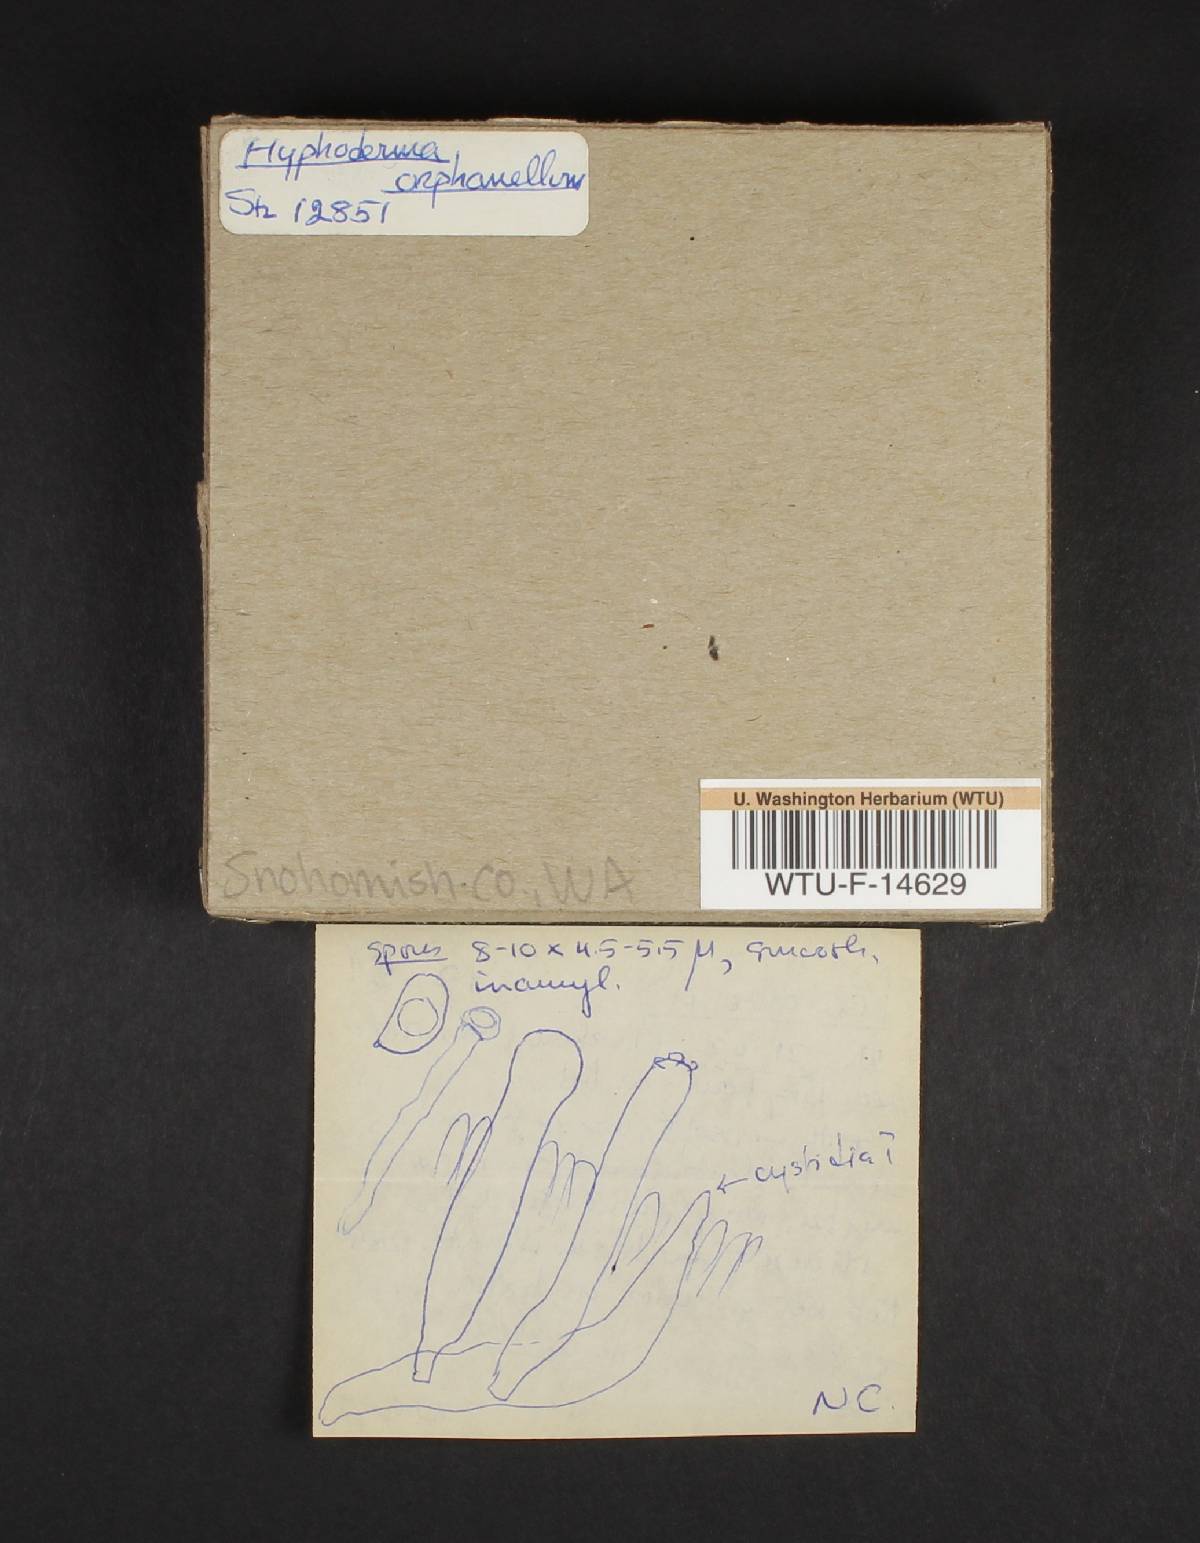 Hyphoderma
orphanellum
Stz 12851
Snohomish Co., WA
U. Washington Herbarium (WTU)
WTU-F-14629
spores 8-10 x 4.5-5.5 µ, smooth,
inamyl.
← cystidia
NC.